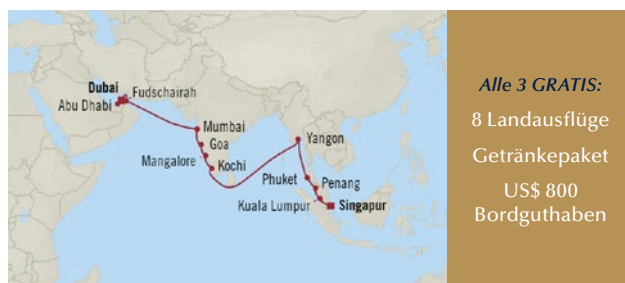 Dubai
Fudschairah
Abu Dhabi
Mumbai
Goa
Mangalore
Kochi
Yangon
Phuket
Penang
Kuala Lumpur
Singapur
Alle 3 GRATIS:
8 Landausflüge
Getränkepaket
US$ 800
Bordguthaben